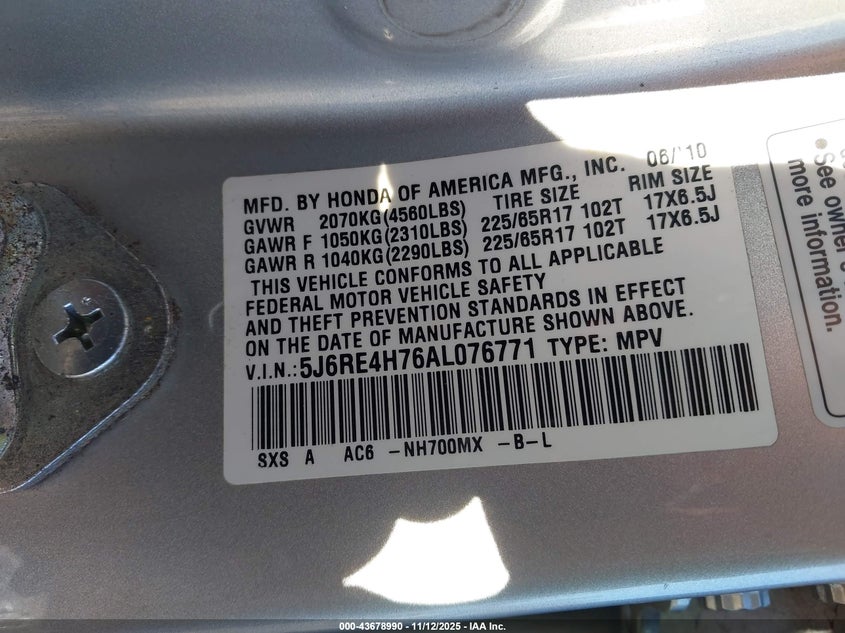 MFD. BY HONDA OF AMERICA MFG., INC. 06/'10
GVWR 2070KG(4560LBS) TIRE SIZE RIM SIZE
GAWR F 1050KG(2310LBS) 225/65R17 102T 17X6.5J
GAWR R 1040KG(2290LBS) 225/65R17 102T 17X6.5J
THIS VEHICLE CONFORMS TO ALL APPLICABLE
FEDERAL MOTOR VEHICLE SAFETY
AND THEFT PREVENTION STANDARDS IN EFFECT
ON THE DATE OF MANUFACTURE SHOWN ABOVE.
V.I.N.:5J6RE4H76AL076771 TYPE: MPV
SXS A AC6 -NH700MX -B-L
•See owner's
more information.
000-43678990 - 11/12/2025 - IAA Inc.